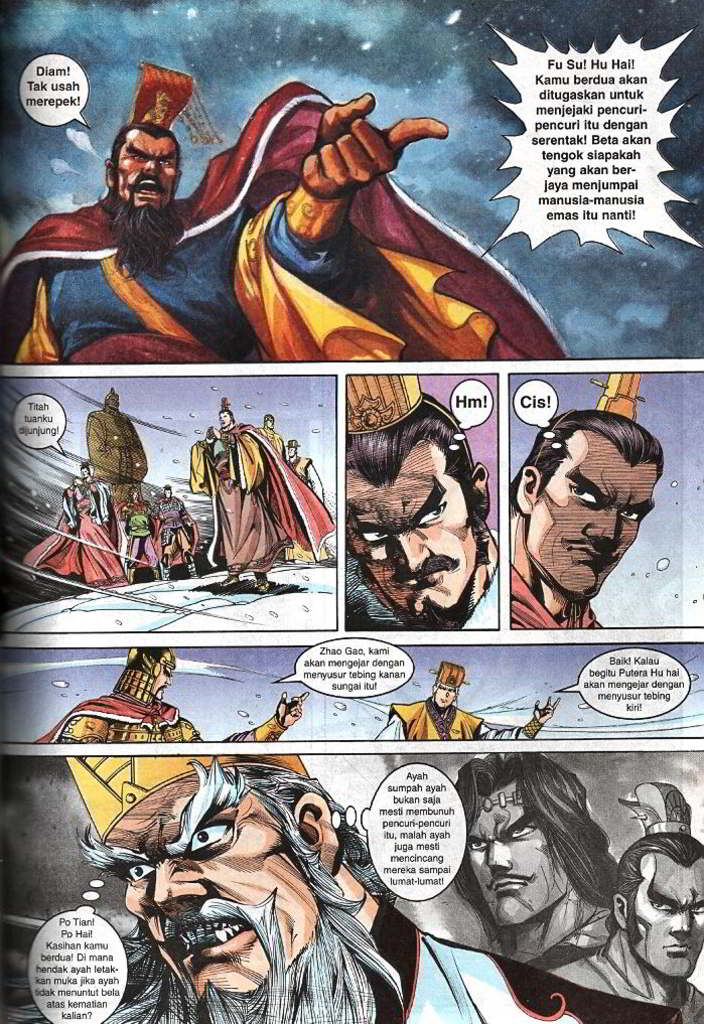 Diam!
Tak usah
merepek!
Fu Su! Hu Hai!
Kamu berdua akan
ditugaskan untuk
menjejaki pencuri-
pencuri itu dengan
serentak! Beta akan
tengok siapakah
yang akan ber-
jaya menjumpai
manusia-manusia
emas itu nanti!
Titah
tuanku
dijunjung!
Hm!
Cis!
Zhao Gao, kami
akan mengejar dengan
menyusur tebing kanan
sungai itu!
Baik! Kalau
begitu Putera Hu hai
akan mengejar dengan
menyusur tebing
kiri!
Ayah
sumpah ayah
bukan saja
mesti membunuh
pencuri-pencuri
itu, malah ayah
juga mesti
mencincang
mereka sampai
lumat-lumat!
Po Tian!
Po Hai!
Kasihan kamu
berdua! Di mana
hendak ayah letak-
kan muka jika ayah
tidak menuntut bela
atas kematian
kalian?